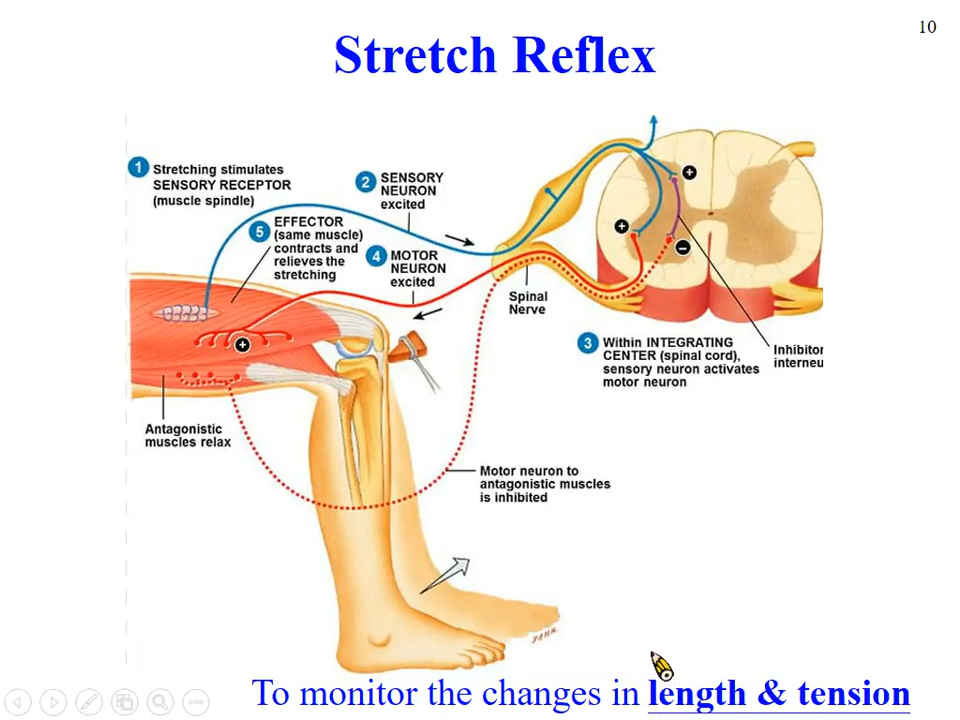 10
Stretch Reflex
1 Stretching stimulates
SENSORY RECEPTOR
(muscle spindle)
2 SENSORY
NEURON
excited
5 EFFECTOR
(same muscle)
contracts and
relieves the
stretching
4 MOTOR
NEURON
excited
+
+
−
+
Spinal
Nerve
3 Within INTEGRATING
CENTER (spinal cord),
sensory neuron activates
motor neuron
Inhibitor
interneu
Antagonistic
muscles relax
Motor neuron to
antagonistic muscles
is inhibited
To monitor the changes in length & tension